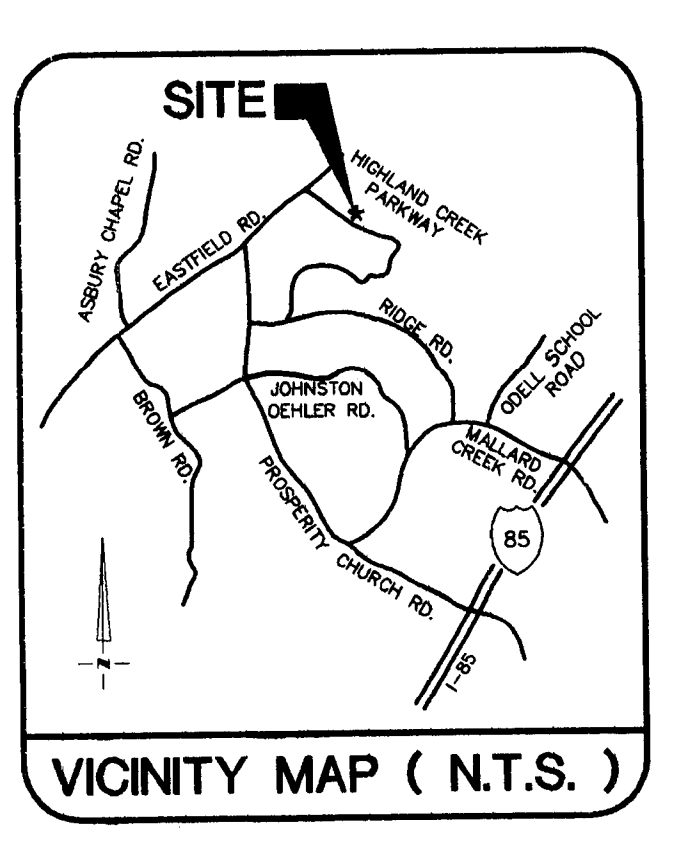 SITE
HIGHLAND CREEK
PARKWAY
ASBURY CHAPEL RD.
EASTFIELD RD.
RIDGE RD.
ODELL SCHOOL
ROAD
JOHNSTON
OEHLER RD.
BROWN RD.
MALLARD
CREEK RD.
PROSPERITY CHURCH RD.
85
I-85
N
VICINITY MAP ( N.T.S. )